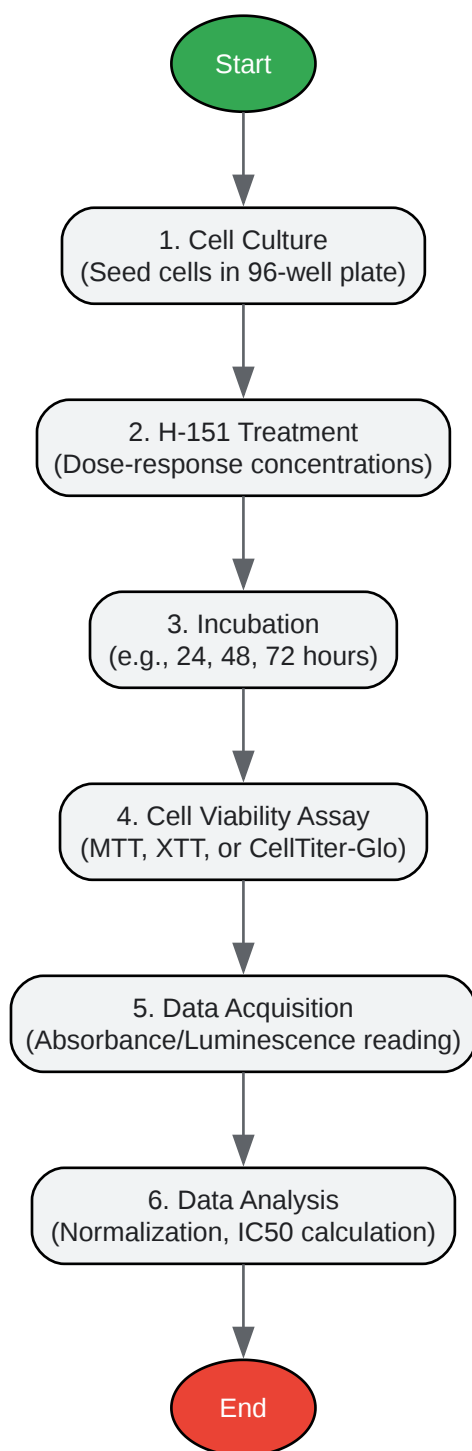 Start
1. Cell Culture
(Seed cells in 96-well plate)
2. H-151 Treatment
(Dose-response concentrations)
3. Incubation
(e.g., 24, 48, 72 hours)
4. Cell Viability Assay
(MTT, XTT, or CellTiter-Glo)
5. Data Acquisition
(Absorbance/Luminescence reading)
6. Data Analysis
(Normalization, IC50 calculation)
End